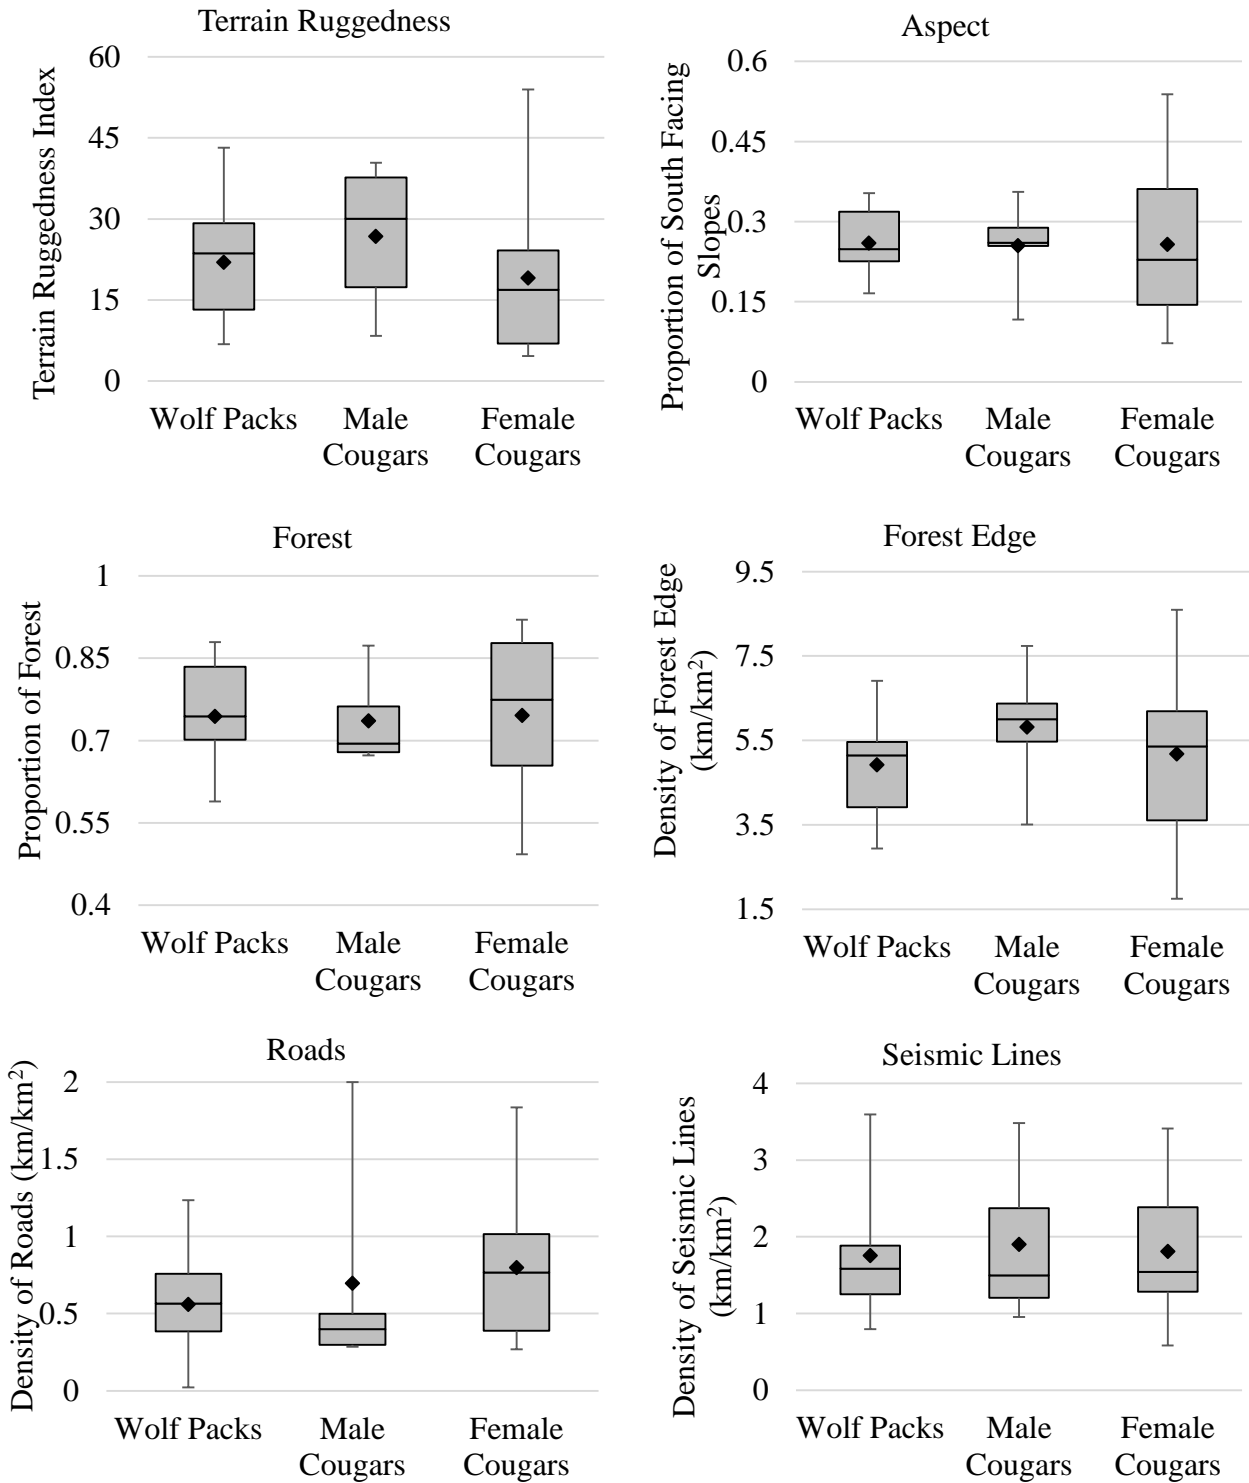 Terrain Ruggedness
Terrain Ruggedness Index
60
45
30
15
0
Wolf Packs
Male
Cougars
Female
Cougars
Aspect
Proportion of South Facing
Slopes
0.6
0.45
0.3
0.15
0
Wolf Packs
Male
Cougars
Female
Cougars
Forest
Proportion of Forest
1
0.85
0.7
0.55
0.4
Wolf Packs
Male
Cougars
Female
Cougars
Forest Edge
Density of Forest Edge
(km/km²)
9.5
7.5
5.5
3.5
1.5
Wolf Packs
Male
Cougars
Female
Cougars
Roads
Density of Roads (km/km²)
2
1.5
1
0.5
0
Wolf Packs
Male
Cougars
Female
Cougars
Seismic Lines
Density of Seismic Lines
(km/km²)
4
3
2
1
0
Wolf Packs
Male
Cougars
Female
Cougars